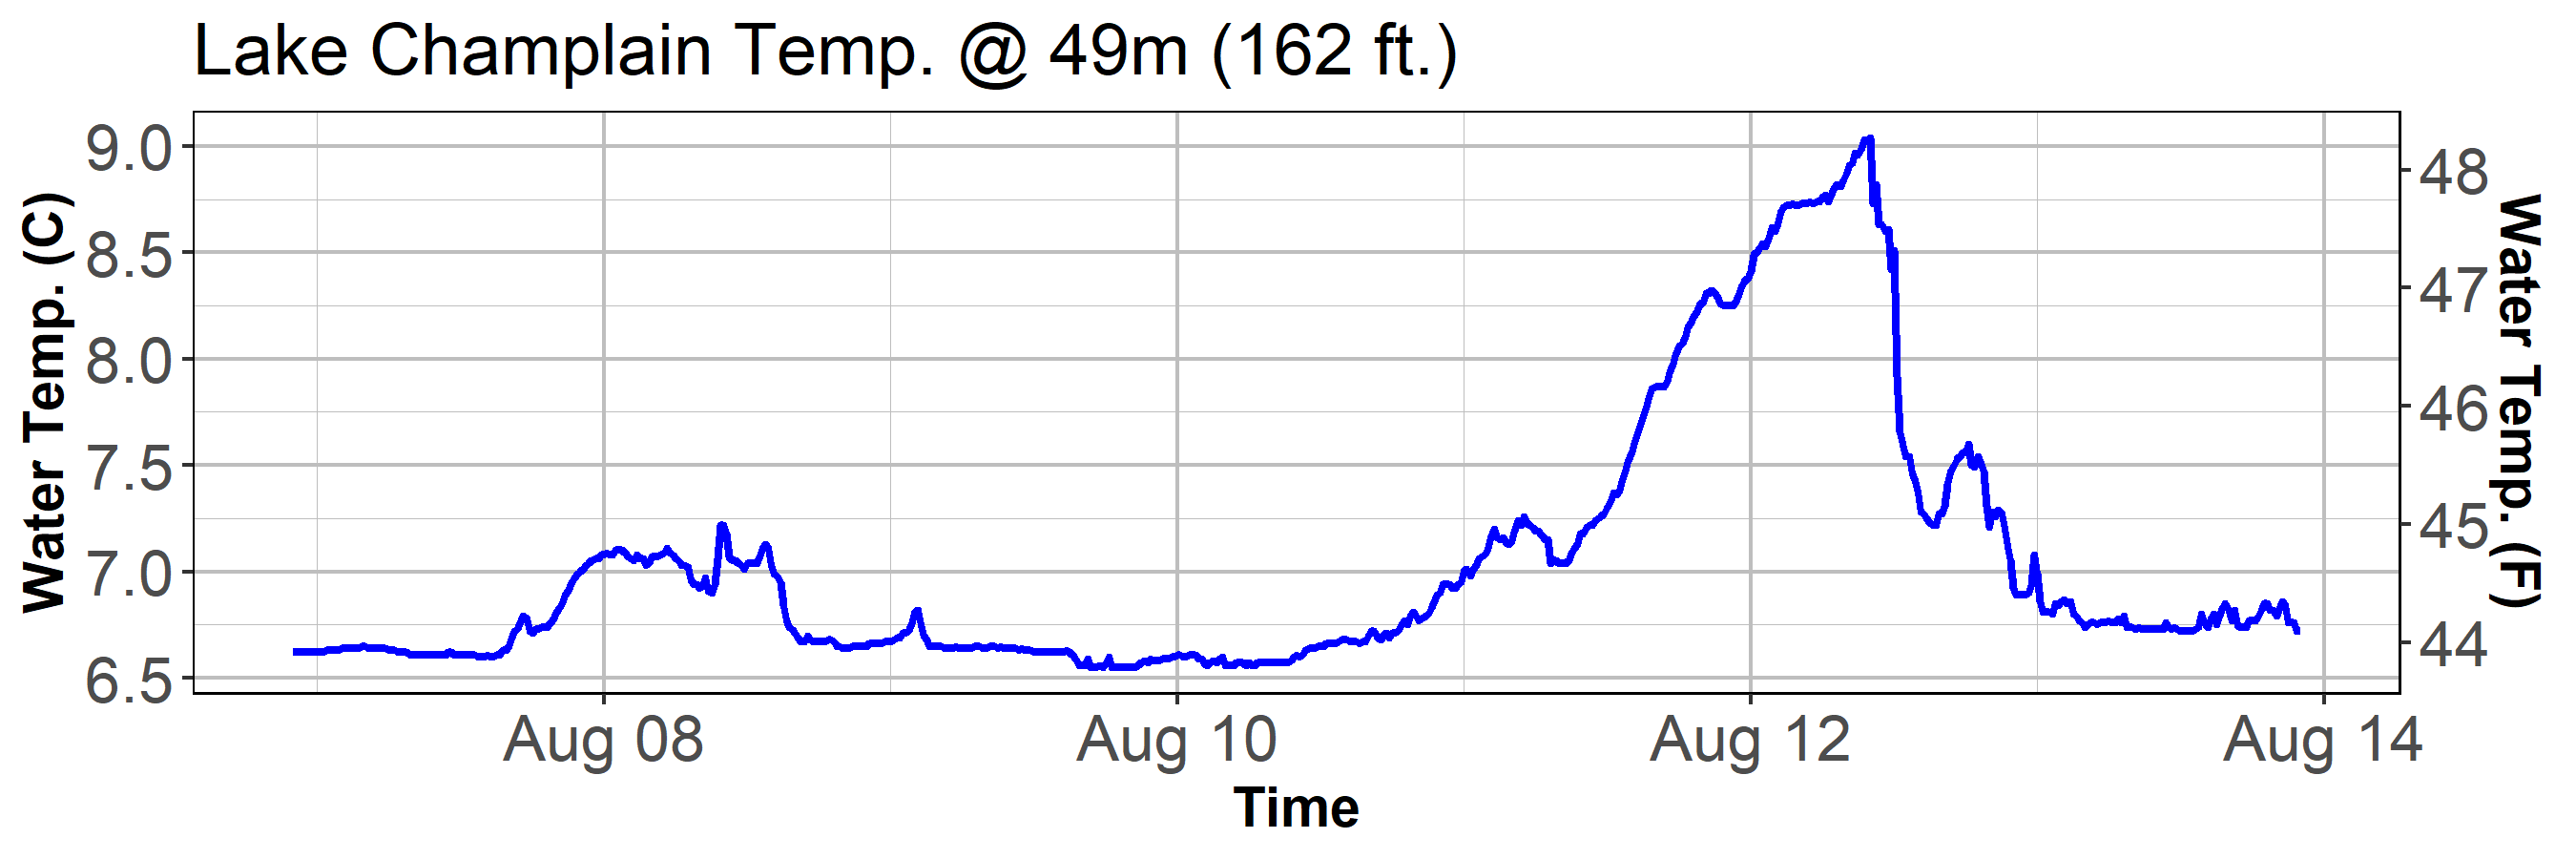 Lake Champlain Temp. @ 49m (162 ft.)
Water Temp. (C)
9.0
8.5
8.0
7.5
7.0
6.5
48
47
46
45
44
Water Temp. (F)
Aug 08 Aug 10 Aug 12 Aug 14
Time